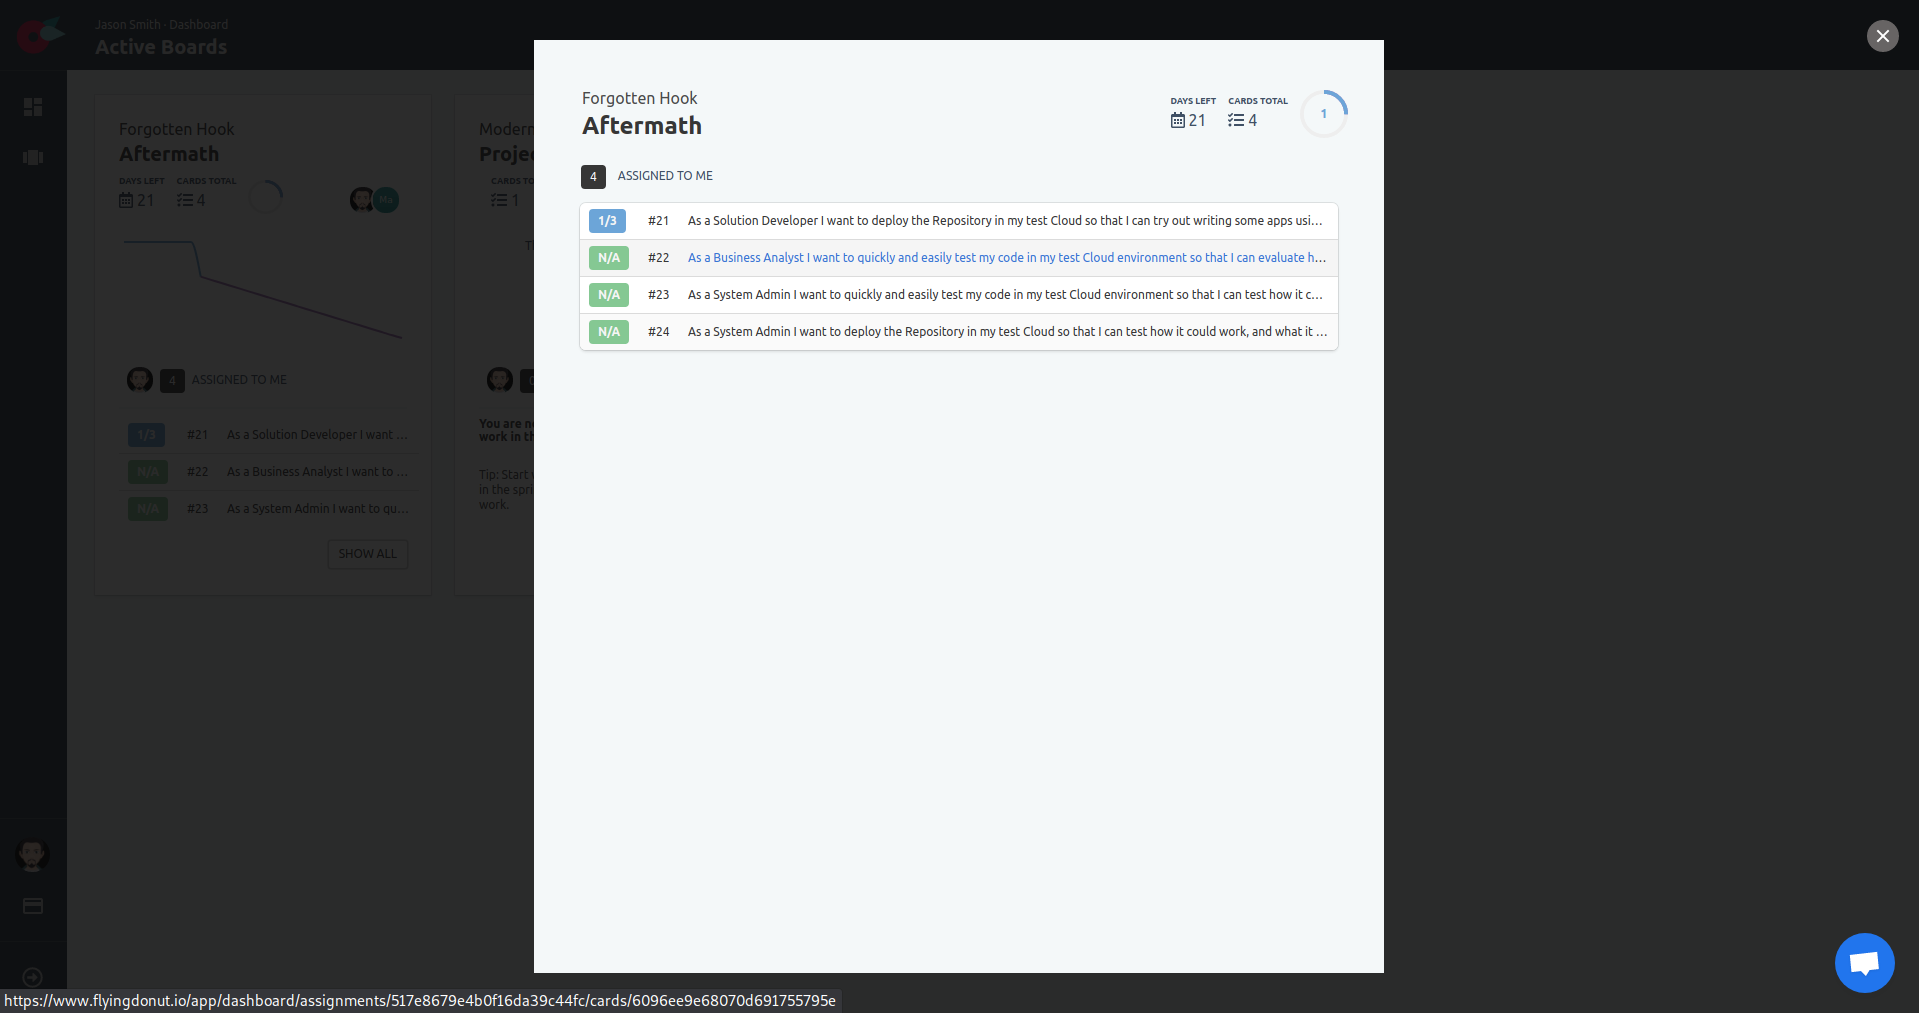 Jason Smith - Dashboard
Active Boards
Forgotten Hook
Aftermath
DAYS LEFT
21
CARDS TOTAL
4
Ma
4 ASSIGNED TO ME
1/3 #21 As a Solution Developer I want ...
N/A #22 As a Business Analyst I want to ...
N/A #23 As a System Admin I want to qu...
SHOW ALL
CARDS
1
You are
work in
Tip: Start
in the
work.
Forgotten Hook
Aftermath
DAYS LEFT
21
CARDS TOTAL
4
1
4 ASSIGNED TO ME
1/3 #21 As a Solution Developer I want to deploy the Repository in my test Cloud so that I can try out writing some apps usi...
N/A #22 As a Business Analyst I want to quickly and easily test my code in my test Cloud environment so that I can evaluate h...
N/A #23 As a System Admin I want to quickly and easily test my code in my test Cloud environment so that I can test how it c...
N/A #24 As a System Admin I want to deploy the Repository in my test Cloud so that I can test how it could work, and what it ...
https://www.flyingdonut.io/app/dashboard/assignments/517e8679e4b0f16da39c44fc/cards/6096ee9e68070d691755795e